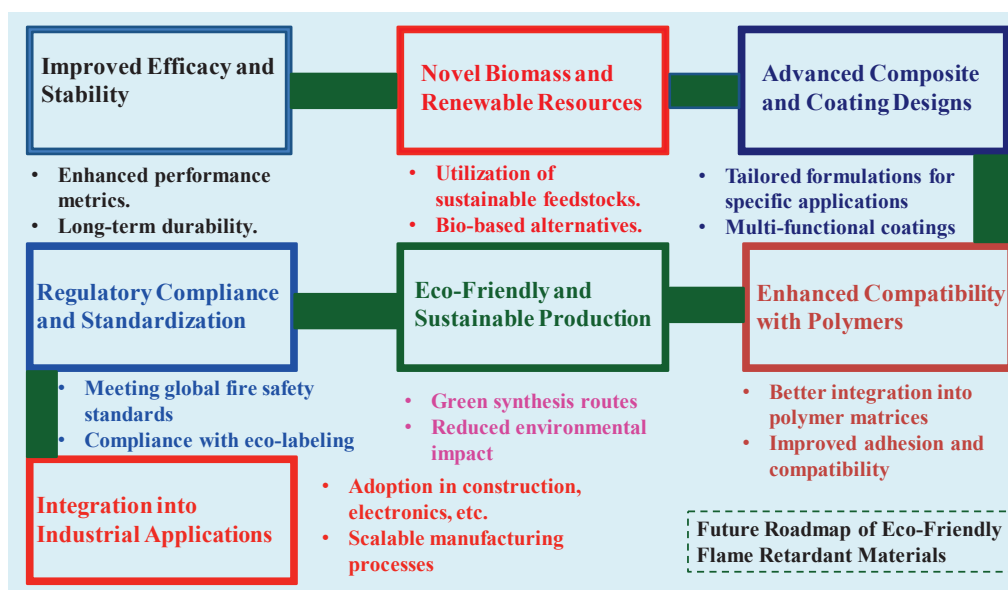 Improved Efficacy and
Stability
• Enhanced performance
metrics.
• Long-term durability.
Novel Biomass and
Renewable Resources
• Utilization of
sustainable feedstocks.
• Bio-based alternatives.
Advanced Composite
and Coating Designs
• Tailored formulations for
specific applications
• Multi-functional coatings
Enhanced Compatibility
with Polymers
• Better integration into
polymer matrices
• Improved adhesion and
compatibility
Eco-Friendly and
Sustainable Production
• Green synthesis routes
• Reduced environmental
impact
Regulatory Compliance
and Standardization
• Meeting global fire safety
standards
• Compliance with eco-labeling
Integration into
Industrial Applications
• Adoption in construction,
electronics, etc.
• Scalable manufacturing
processes
Future Roadmap of Eco-Friendly
Flame Retardant Materials